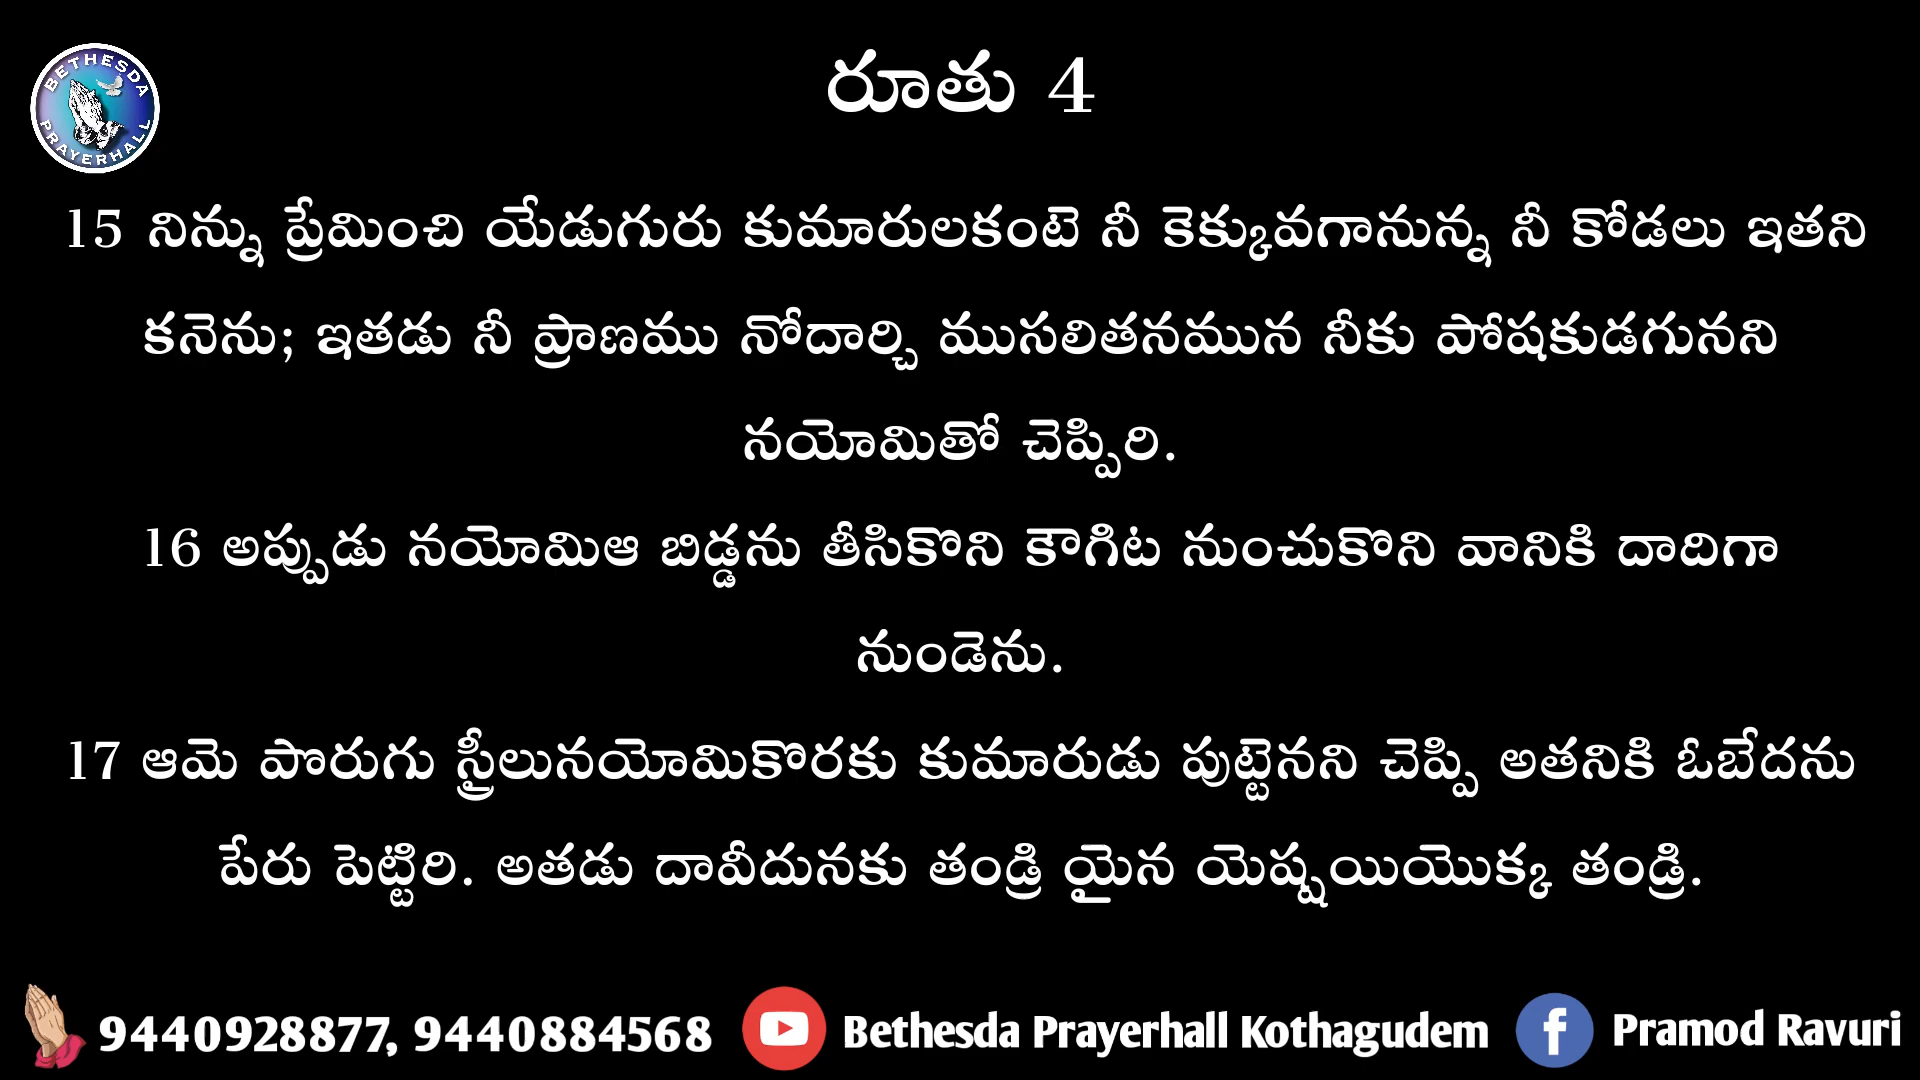 BETHESDA
PRAYERHALL
రూతు 4
15 నిన్ను ప్రేమించి యేడుగురు కుమారులకంటె నీ కెక్కువగానున్న నీ కోడలు ఇతని
కనెను; ఇతడు నీ ప్రాణము నోదార్చి ముసలితనమున నీకు పోషకుడగునని
నయోమితో చెప్పిరి.
16 అప్పుడు నయోమిఆ బిడ్డను తీసికొని కౌగిట నుంచుకొని వానికి దాదిగా
నుండెను.
17 ఆమె పొరుగు స్త్రీలునయోమికొరకు కుమారుడు పుట్టెనని చెప్పి అతనికి ఓబేదను
పేరు పెట్టిరి. అతడు దావీదునకు తండ్రి యైన యెష్షయియొక్క తండ్రి.
9440928877, 9440884568 Bethesda Prayerhall Kothagudem Pramod Ravuri